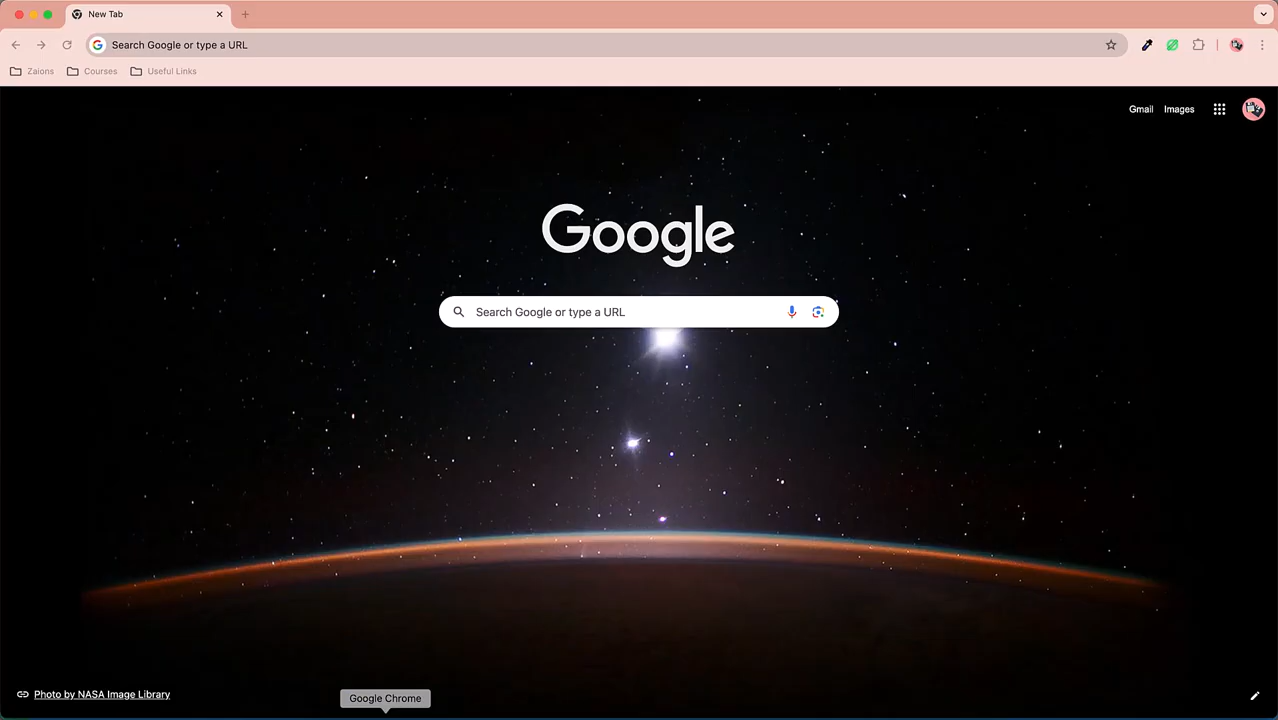 New Tab
Search Google or type a URL
Zaions
Courses
Useful Links
Gmail
Images
Google
Search Google or type a URL
Photo by NASA Image Library
Google Chrome